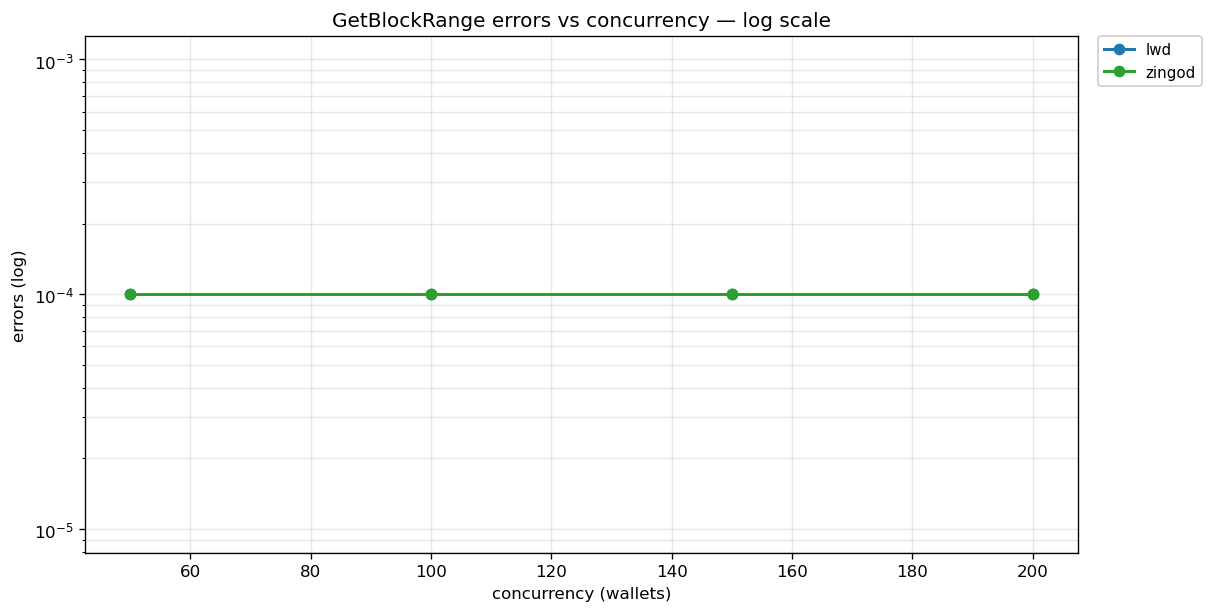 GetBlockRange errors vs concurrency — log scale
lwd
zingod
errors (log)
10⁻³
10⁻⁴
10⁻⁵
60 80 100 120 140 160 180 200
concurrency (wallets)